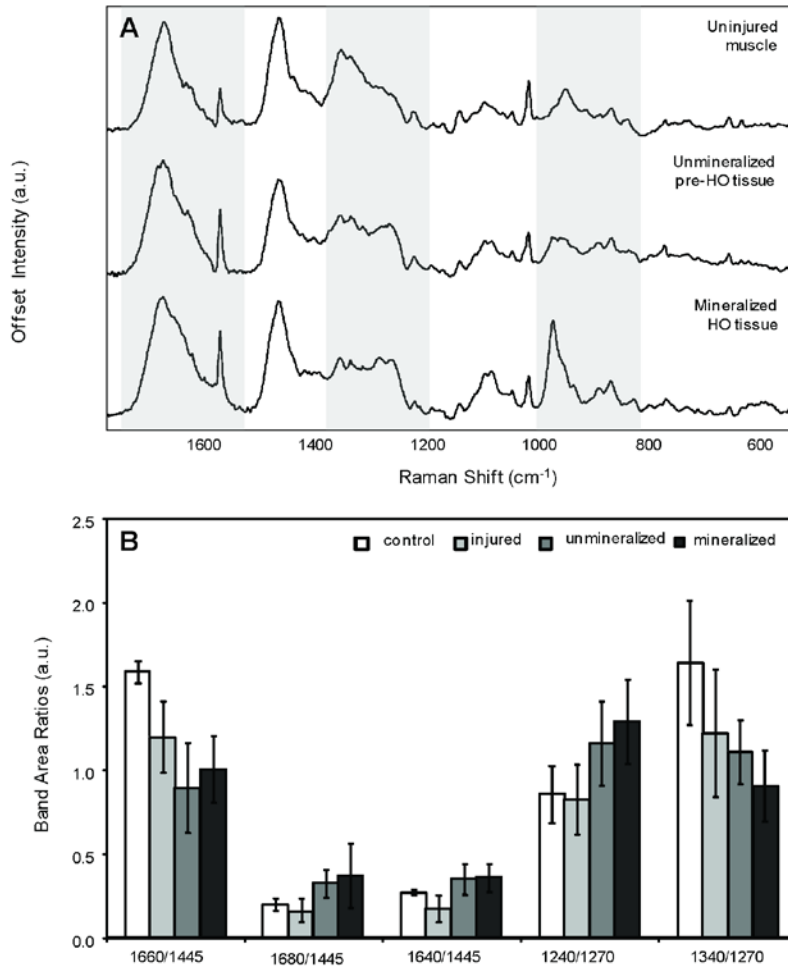 A
Uninjured
muscle
Unmineralized
pre-HO tissue
Mineralized
HO tissue
Offset Intensity (a.u.)
1600 1400 1200 1000 800 600
Raman Shift (cm-1)
B
control injured unmineralized mineralized
Band Area Ratios (a.u.)
2.5
2.0
1.5
1.0
0.5
0.0
1660/1445 1680/1445 1640/1445 1240/1270 1340/1270